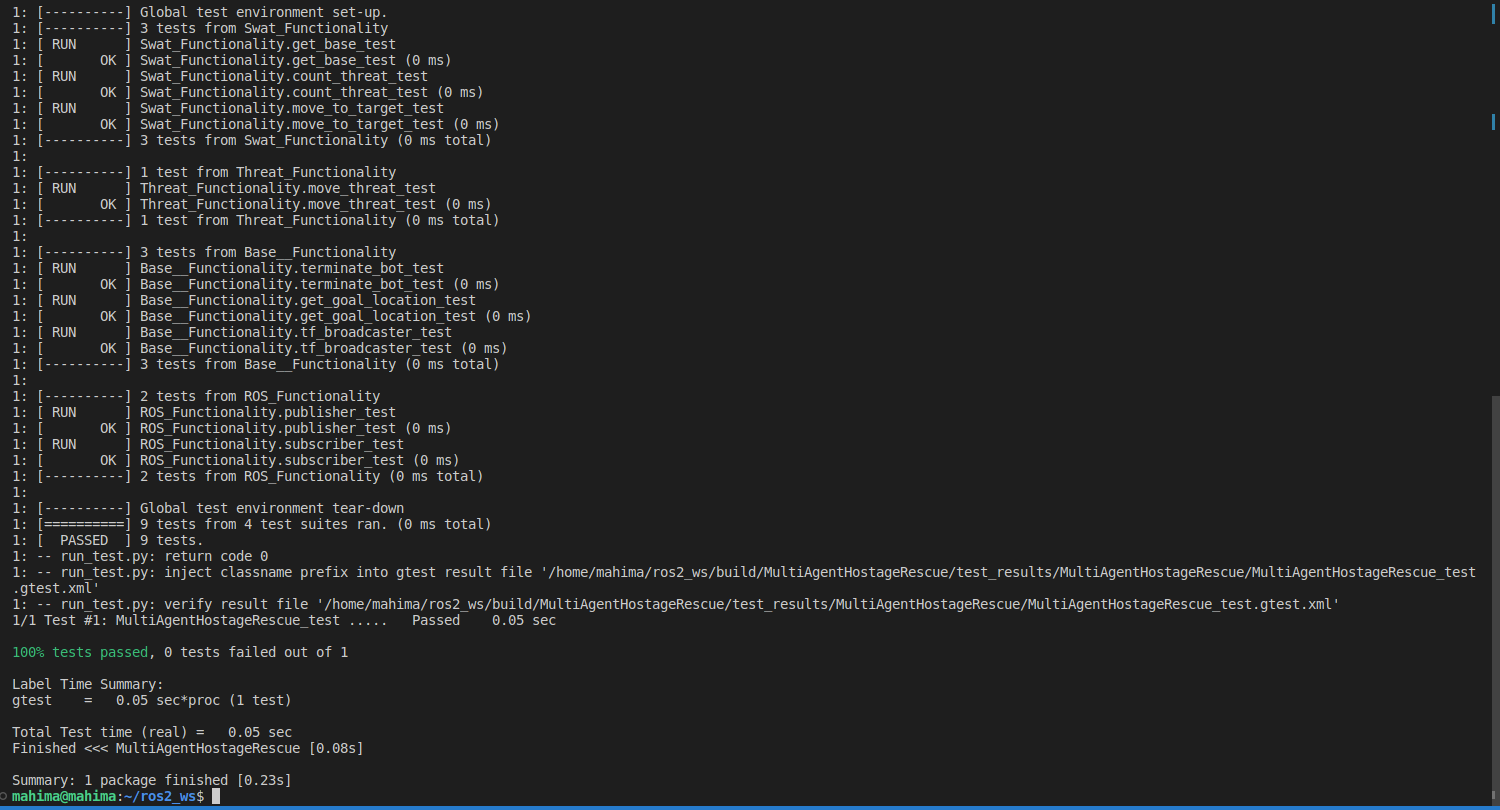 1: [----------] Global test environment set-up.
1: [----------] 3 tests from Swat_Functionality
1: [ RUN      ] Swat_Functionality.get_base_test
1: [       OK ] Swat_Functionality.get_base_test (0 ms)
1: [ RUN      ] Swat_Functionality.count_threat_test
1: [       OK ] Swat_Functionality.count_threat_test (0 ms)
1: [ RUN      ] Swat_Functionality.move_to_target_test
1: [       OK ] Swat_Functionality.move_to_target_test (0 ms)
1: [----------] 3 tests from Swat_Functionality (0 ms total)
1:
1: [----------] 1 test from Threat_Functionality
1: [ RUN      ] Threat_Functionality.move_threat_test
1: [       OK ] Threat_Functionality.move_threat_test (0 ms)
1: [----------] 1 test from Threat_Functionality (0 ms total)
1:
1: [----------] 3 tests from Base__Functionality
1: [ RUN      ] Base__Functionality.terminate_bot_test
1: [       OK ] Base__Functionality.terminate_bot_test (0 ms)
1: [ RUN      ] Base__Functionality.get_goal_location_test
1: [       OK ] Base__Functionality.get_goal_location_test (0 ms)
1: [ RUN      ] Base__Functionality.tf_broadcaster_test
1: [       OK ] Base__Functionality.tf_broadcaster_test (0 ms)
1: [----------] 3 tests from Base__Functionality (0 ms total)
1:
1: [----------] 2 tests from ROS_Functionality
1: [ RUN      ] ROS_Functionality.publisher_test
1: [       OK ] ROS_Functionality.publisher_test (0 ms)
1: [ RUN      ] ROS_Functionality.subscriber_test
1: [       OK ] ROS_Functionality.subscriber_test (0 ms)
1: [----------] 2 tests from ROS_Functionality (0 ms total)
1:
1: [----------] Global test environment tear-down
1: [==========] 9 tests from 4 test suites ran. (0 ms total)
1: [  PASSED  ] 9 tests.
1: -- run_test.py: return code 0
1: -- run_test.py: inject classname prefix into gtest result file '/home/mahima/ros2_ws/build/MultiAgentHostageRescue/test_results/MultiAgentHostageRescue/MultiAgentHostageRescue_test
.gtest.xml'
1: -- run_test.py: verify result file '/home/mahima/ros2_ws/build/MultiAgentHostageRescue/test_results/MultiAgentHostageRescue/MultiAgentHostageRescue_test.gtest.xml'
1/1 Test #1: MultiAgentHostageRescue_test .....   Passed    0.05 sec

100% tests passed, 0 tests failed out of 1

Label Time Summary:
gtest    =   0.05 sec*proc (1 test)

Total Test time (real) =   0.05 sec
Finished <<< MultiAgentHostageRescue [0.08s]

Summary: 1 package finished [0.23s]
mahima@mahima:~/ros2_ws$